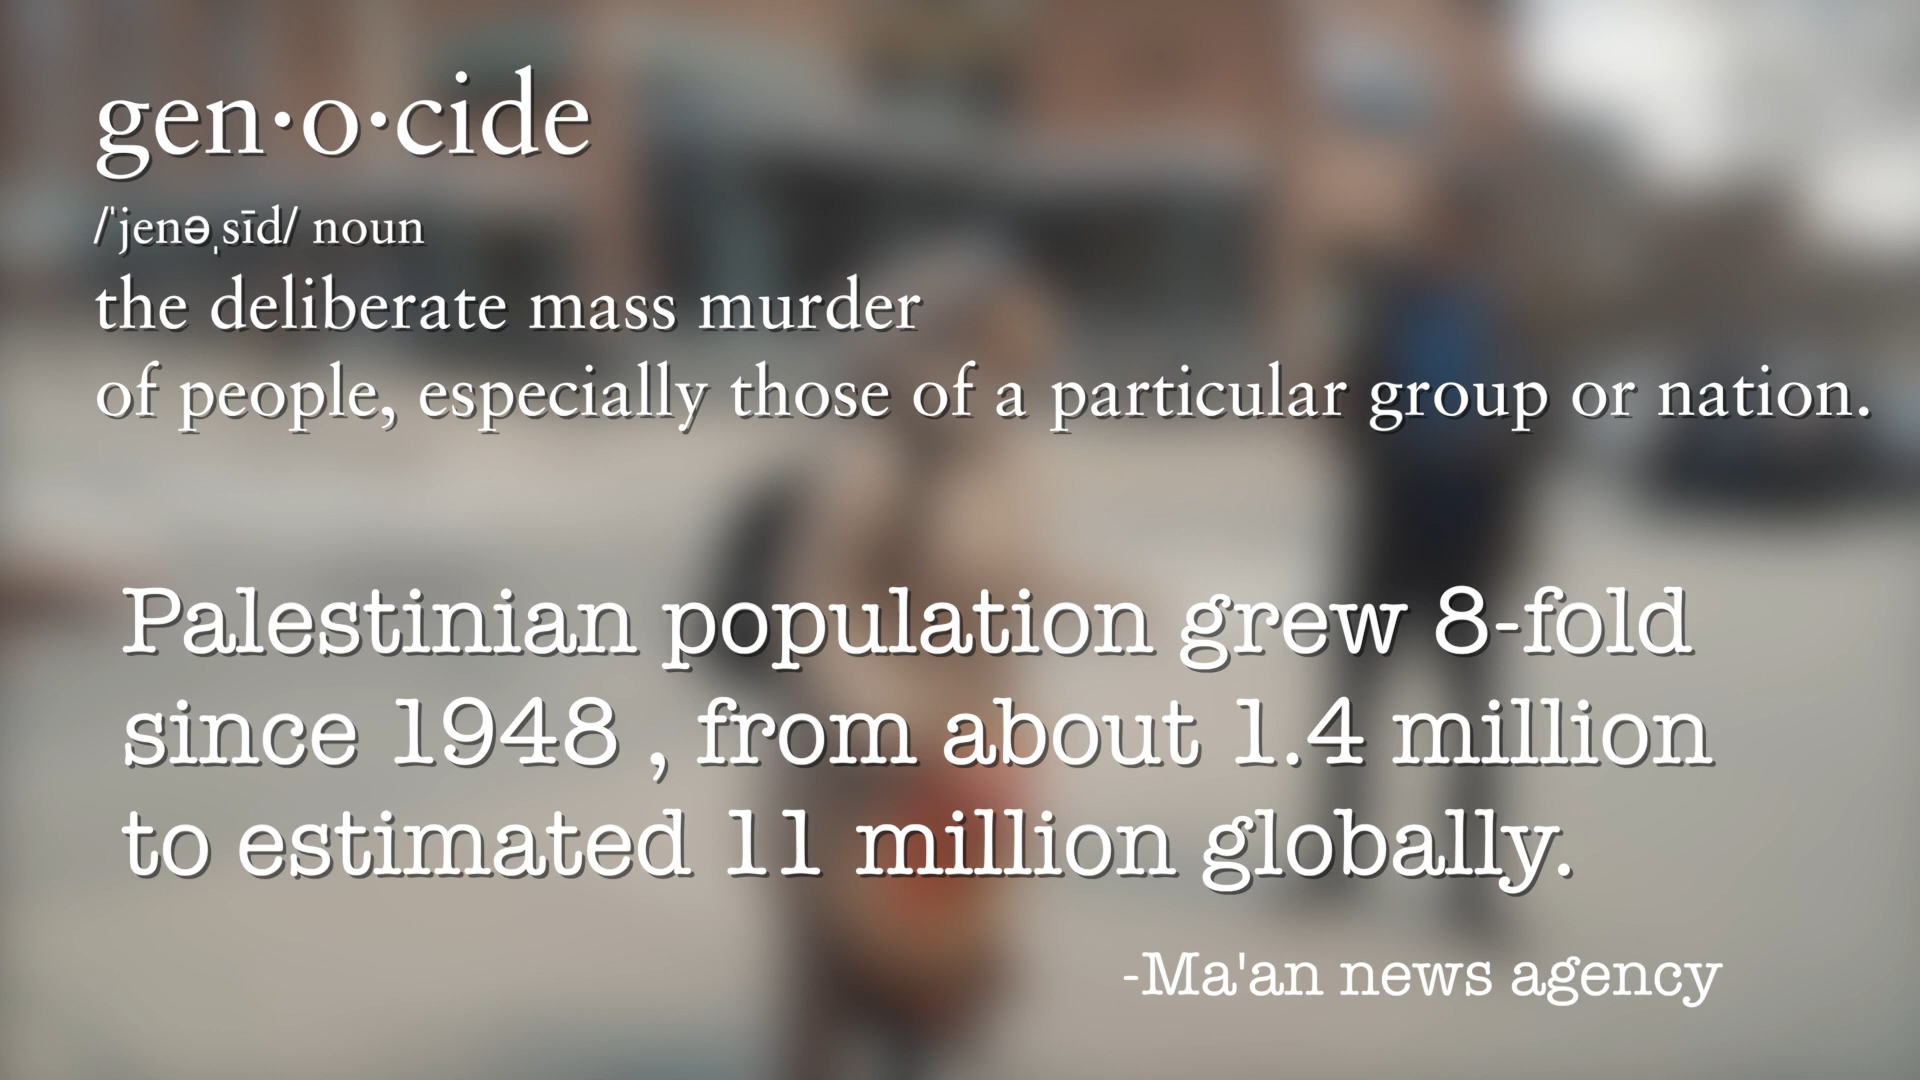 gen·o·cide
/ˈjenəˌsīd/ noun
the deliberate mass murder
of people, especially those of a particular group or nation.
Palestinian population grew 8-fold
since 1948 , from about 1.4 million
to estimated 11 million globally.
-Ma'an news agency